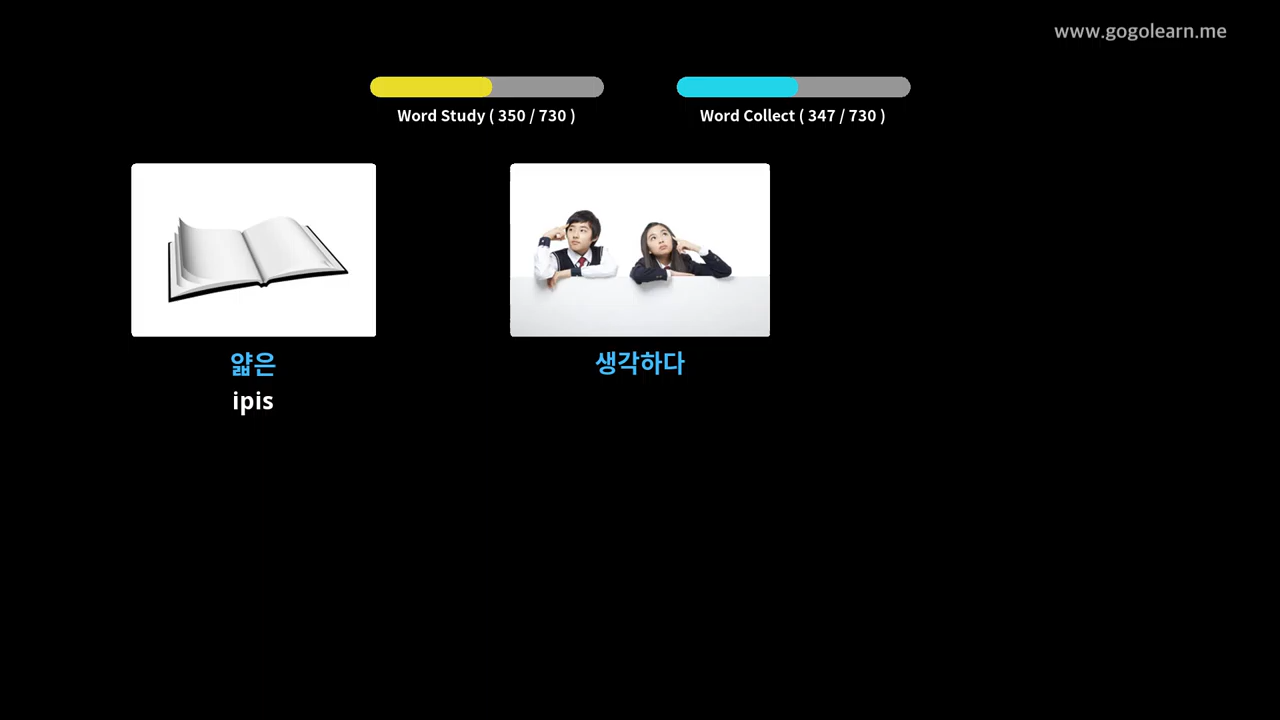 www.gogolearn.me
Word Study ( 350 / 730 )
Word Collect ( 347 / 730 )
얇은
ipis
생각하다